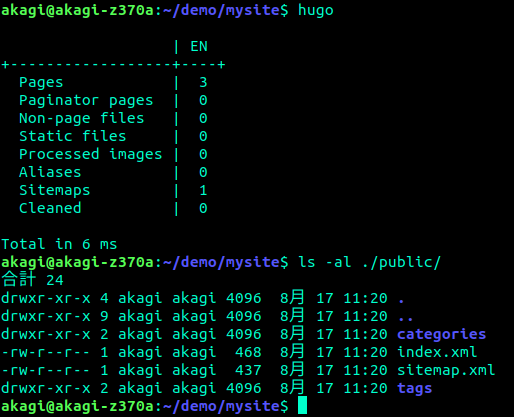 akagi@akagi-z370a:~/demo/mysite$ hugo
                   | EN
+------------------+----+
  Pages            |  3
  Paginator pages  |  0
  Non-page files   |  0
  Static files     |  0
  Processed images |  0
  Aliases          |  0
  Sitemaps         |  1
  Cleaned          |  0
Total in 6 ms
akagi@akagi-z370a:~/demo/mysite$ ls -al ./public/
合計 24
drwxr-xr-x 4 akagi akagi 4096  8月 17 11:20 .
drwxr-xr-x 9 akagi akagi 4096  8月 17 11:20 ..
drwxr-xr-x 2 akagi akagi 4096  8月 17 11:20 categories
-rw-r--r-- 1 akagi akagi  468  8月 17 11:20 index.xml
-rw-r--r-- 1 akagi akagi  437  8月 17 11:20 sitemap.xml
drwxr-xr-x 2 akagi akagi 4096  8月 17 11:20 tags
akagi@akagi-z370a:~/demo/mysite$